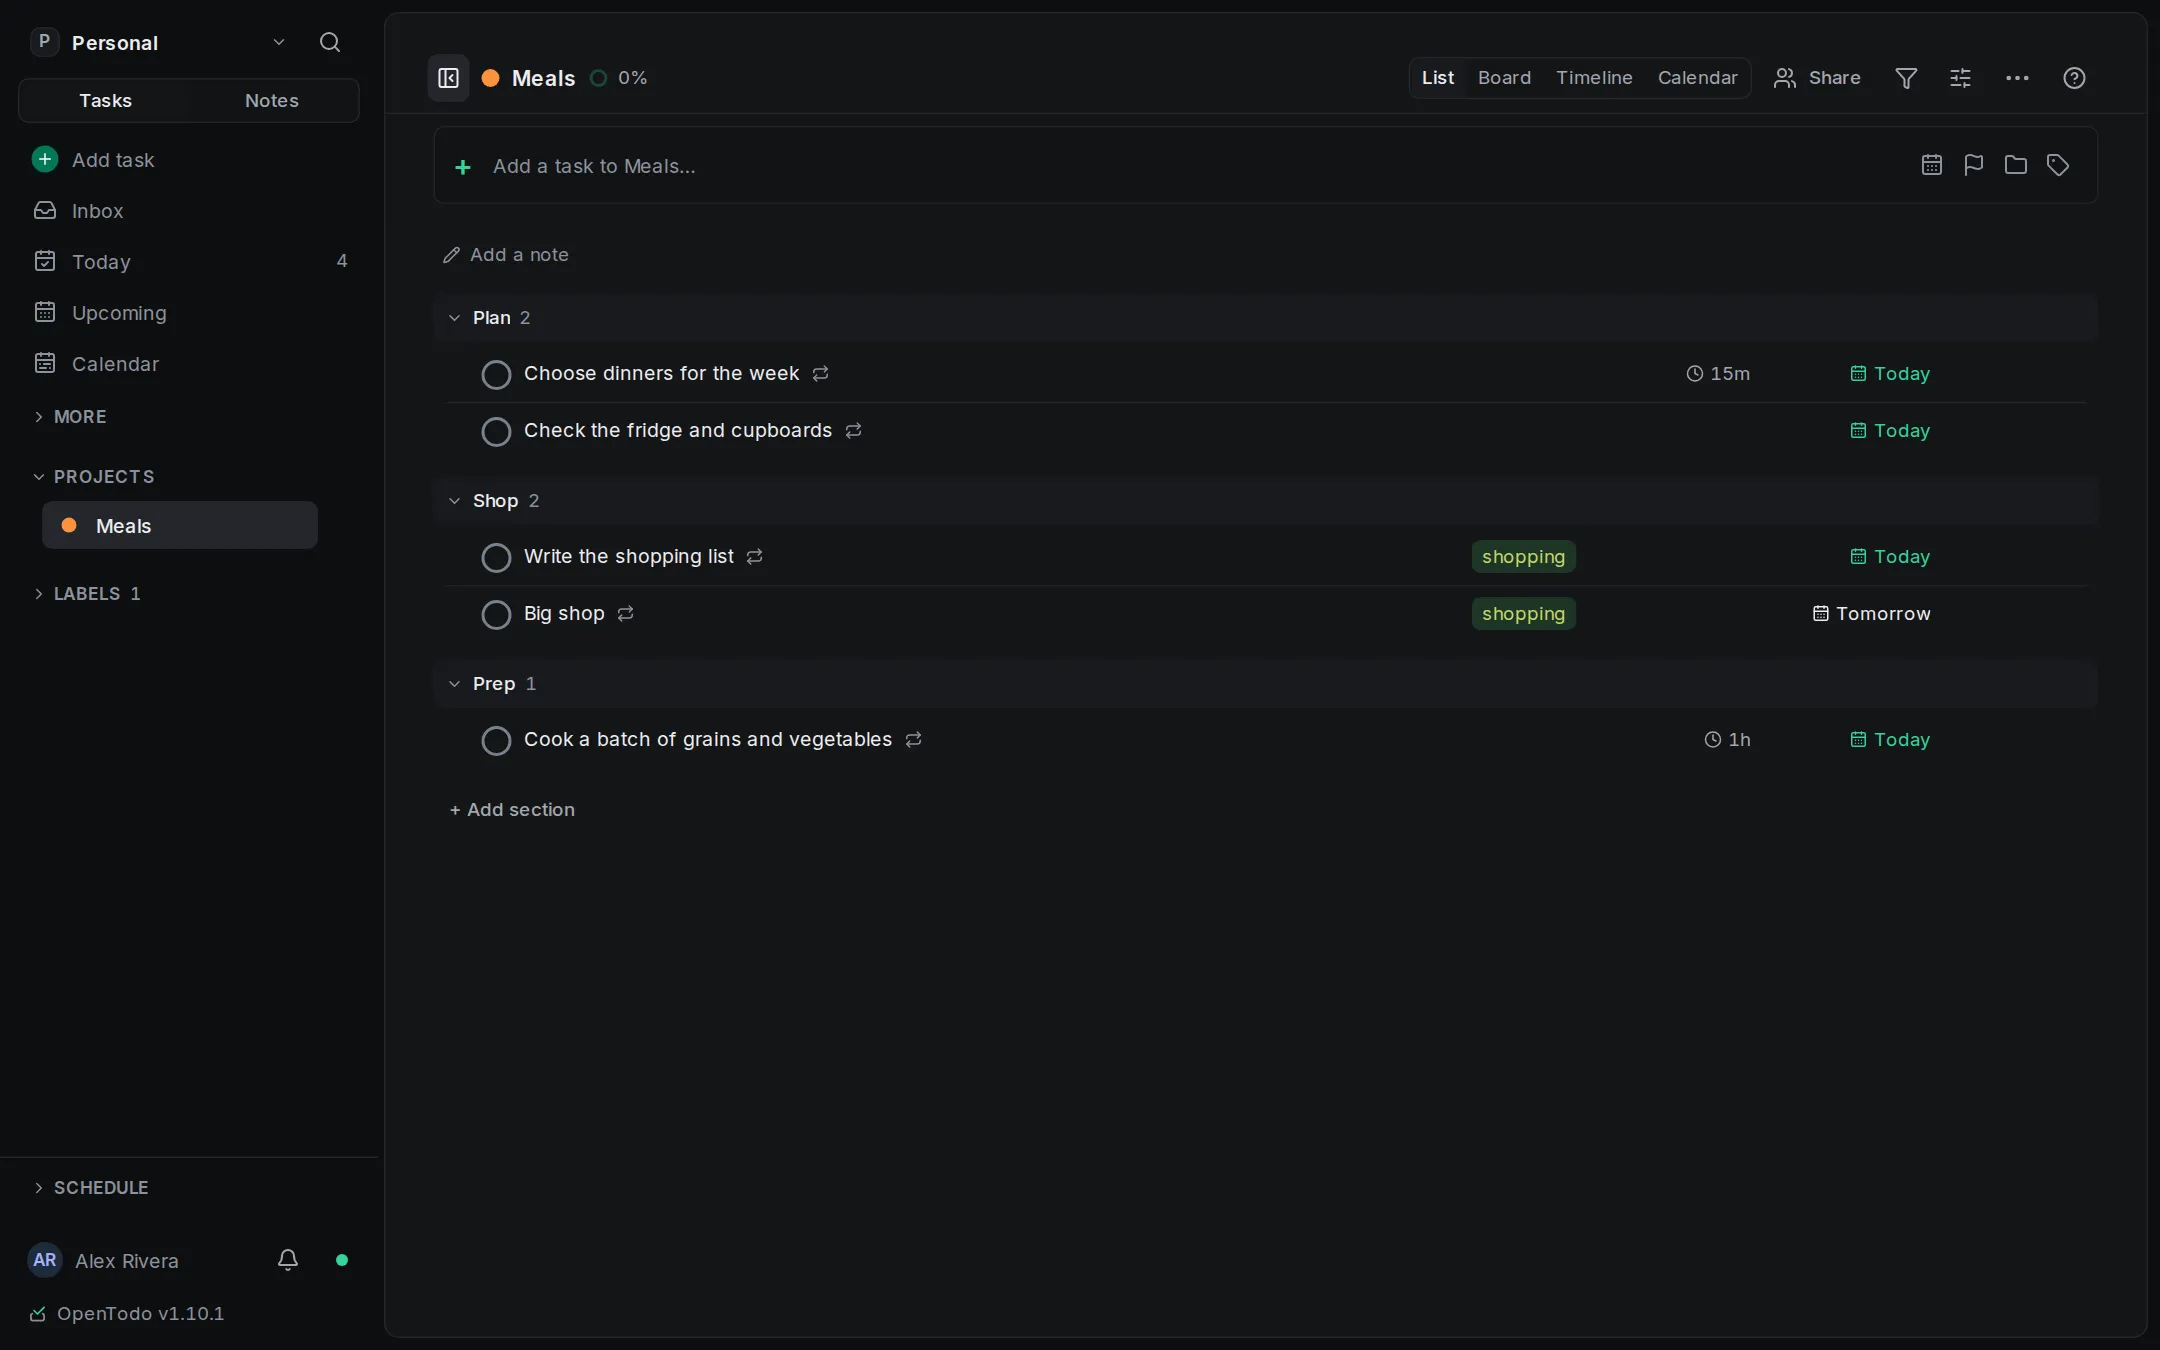 P Personal
Tasks Notes
Add task
Inbox
Today 4
Upcoming
Calendar
MORE
PROJECTS
Meals
LABELS 1
SCHEDULE
AR Alex Rivera
OpenTodo v1.10.1
Meals 0% List Board Timeline Calendar Share
+ Add a task to Meals...
Add a note
Plan 2
Choose dinners for the week 15m Today
Check the fridge and cupboards Today
Shop 2
Write the shopping list shopping Today
Big shop shopping Tomorrow
Prep 1
Cook a batch of grains and vegetables 1h Today
+ Add section